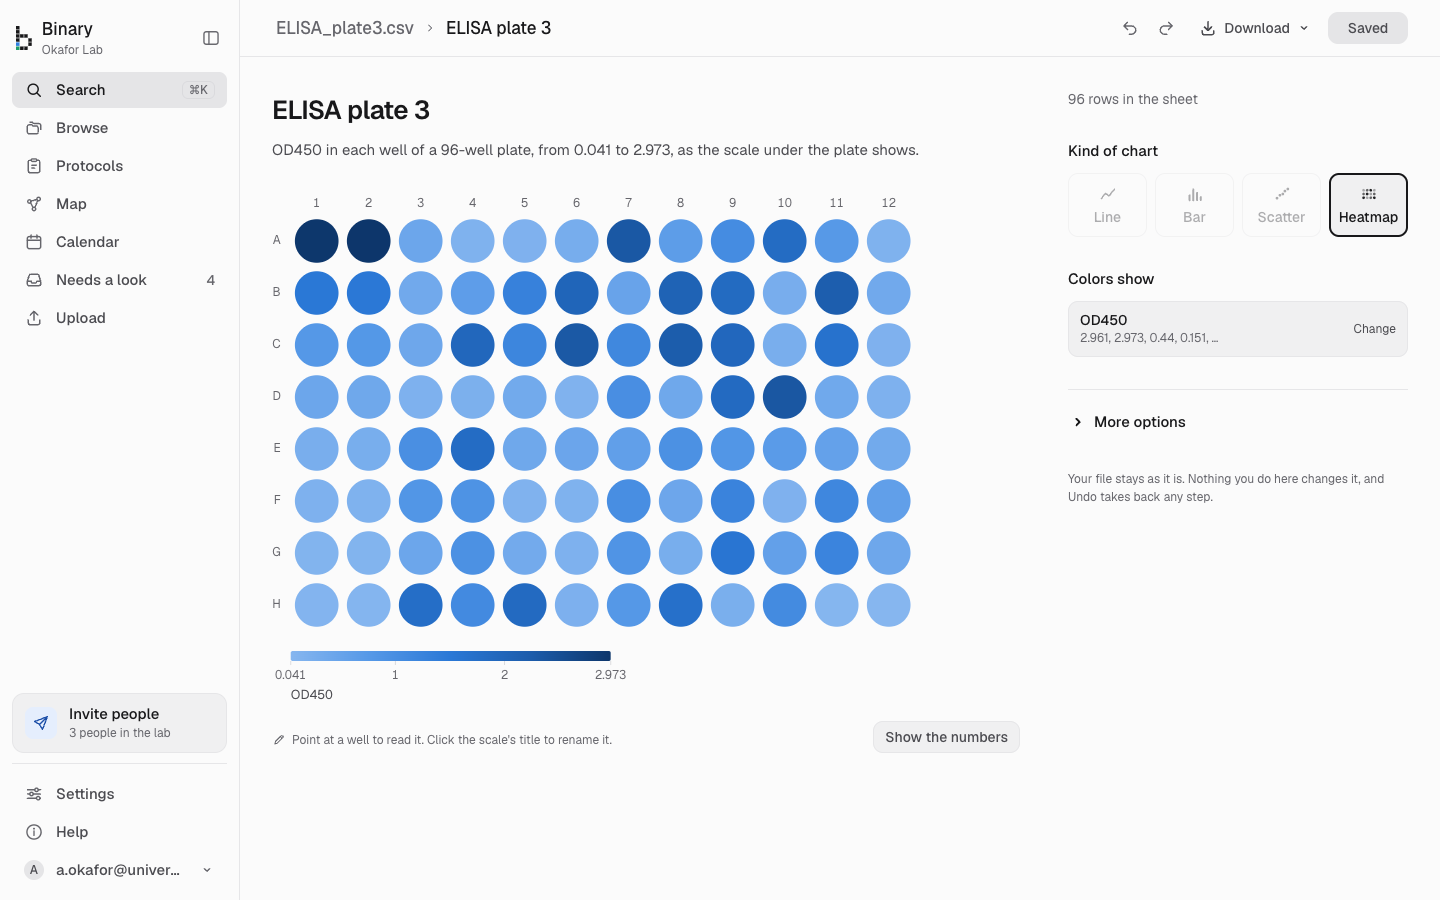 Binary
Okafor Lab
Search ⌘K
Browse
Protocols
Map
Calendar
Needs a look 4
Upload
Invite people
3 people in the lab
Settings
Help
A a.okafor@univer...
ELISA_plate3.csv › ELISA plate 3
Download
Saved
ELISA plate 3
OD450 in each well of a 96-well plate, from 0.041 to 2.973, as the scale under the plate shows.
1 2 3 4 5 6 7 8 9 10 11 12
A
B
C
D
E
F
G
H
0.041 1 2 2.973
OD450
Point at a well to read it. Click the scale's title to rename it.
Show the numbers
96 rows in the sheet
Kind of chart
Line Bar Scatter Heatmap
Colors show
OD450
2.961, 2.973, 0.44, 0.151, ...
Change
More options
Your file stays as it is. Nothing you do here changes it, and
Undo takes back any step.